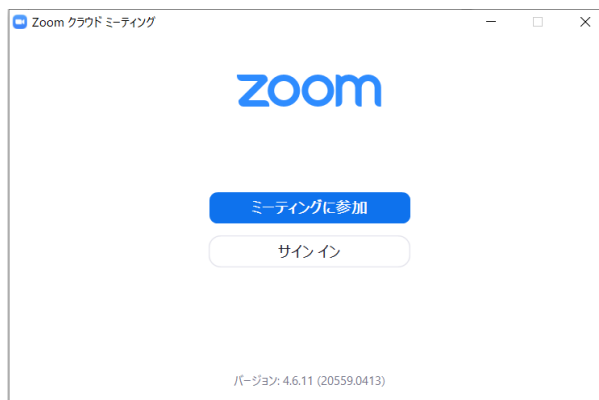 Zoom クラウド ミーティング
zoom
ミーティングに参加
サイン イン
バージョン: 4.6.11 (20559.0413)